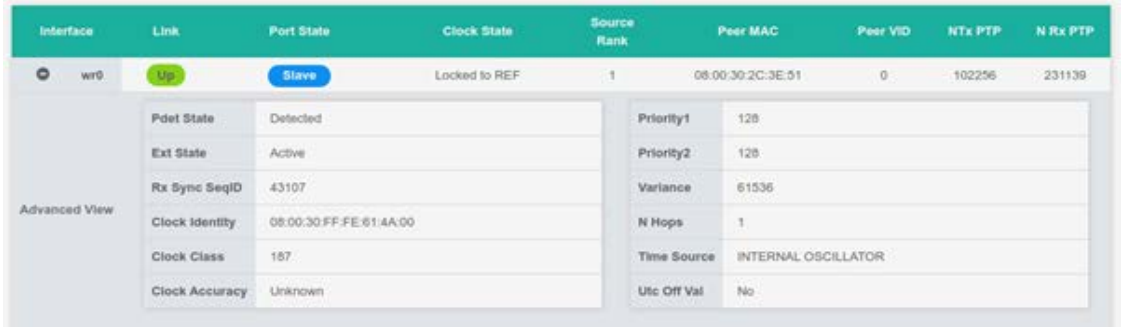 Interface Link Port State Clock State Source Rank Peer MAC Peer VID NTx PTP N Rx PTP
wr0 Up Slave Locked to REF 1 08:00:30:2C:3E:51 0 102256 231139
Advanced View
Pdet State Detected
Ext State Active
Rx Sync SeqID 43107
Clock Identity 08:00:30:FF:FE:61:4A:00
Clock Class 187
Clock Accuracy Unknown
Priority1 128
Priority2 128
Variance 61536
N Hops 1
Time Source INTERNAL OSCILLATOR
Utc Off Val No